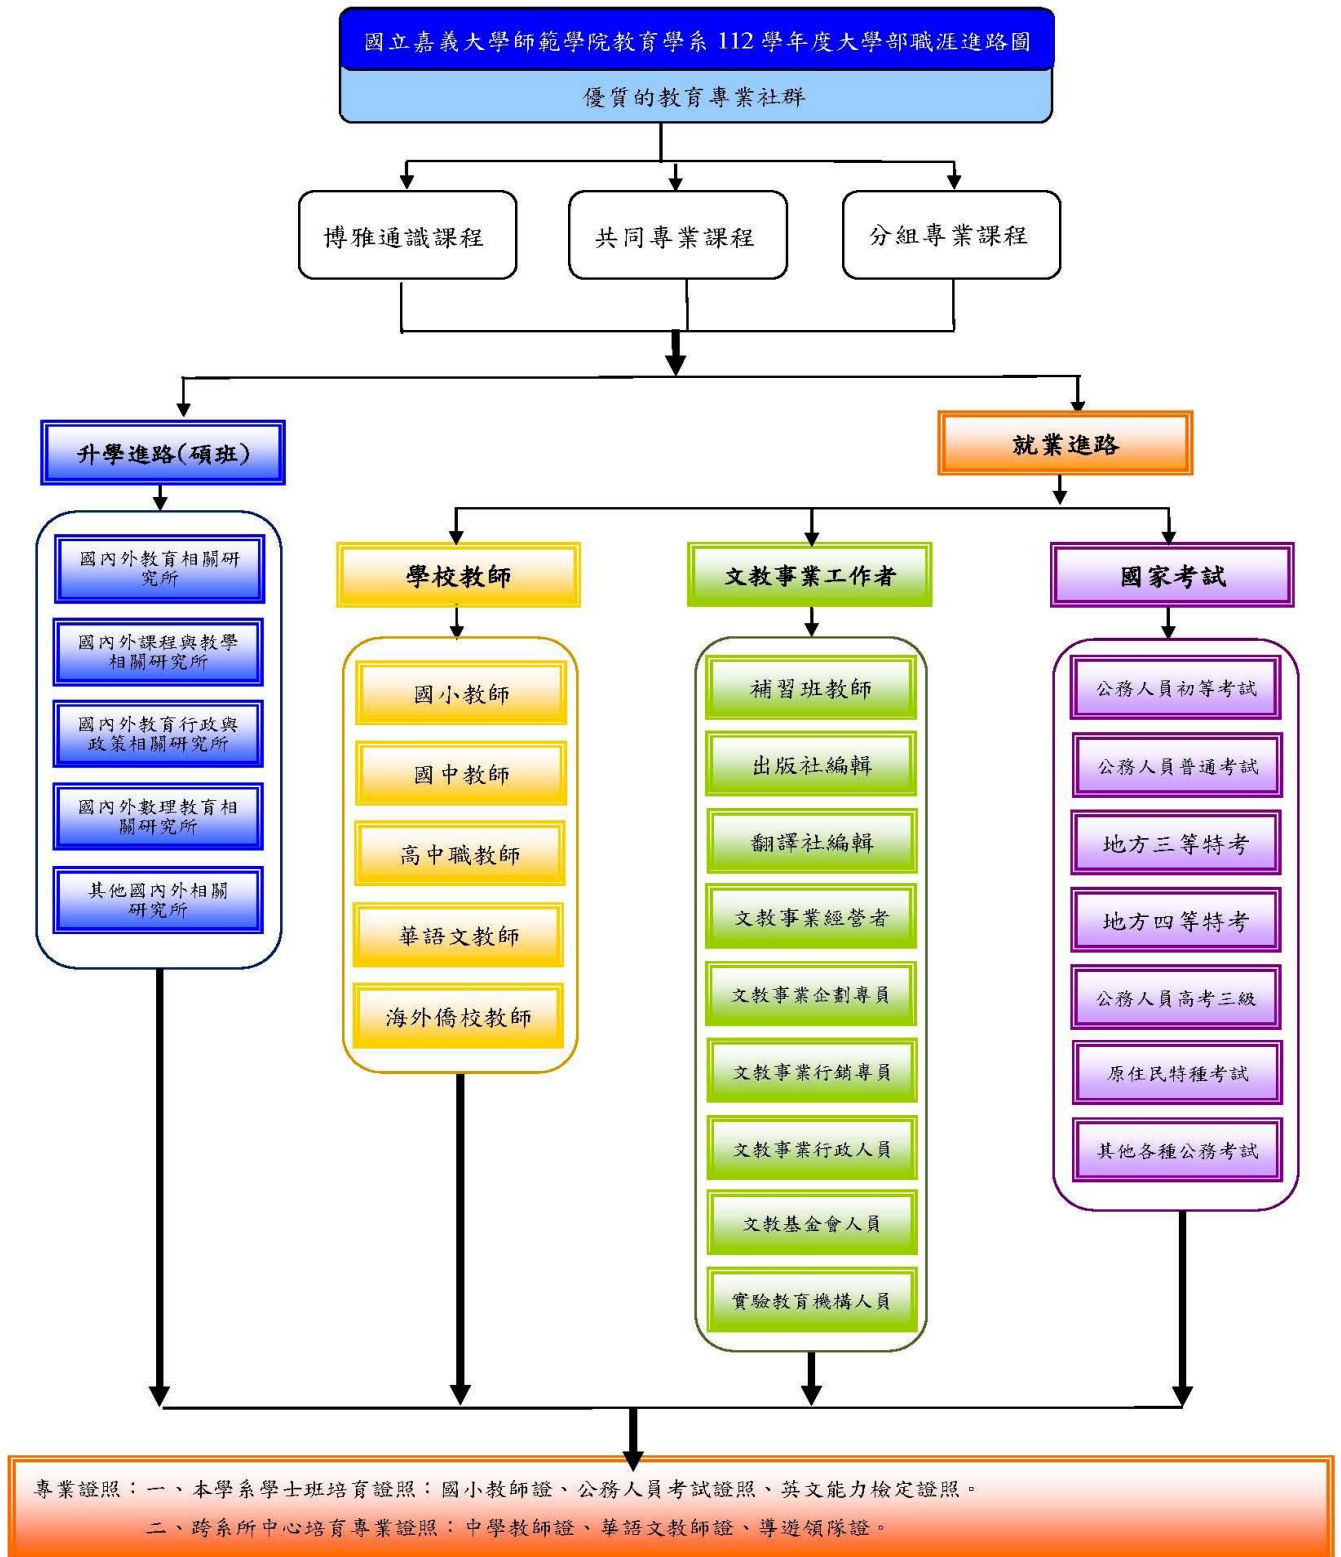 國立嘉義大學師範學院教育學系 112 學年度大學部職涯進路圖
優質的教育專業社群
博雅通識課程
共同專業課程
分組專業課程
升學進路(碩班)
就業進路
國內外教育相關研
究所
國內外課程與教學
相關研究所
國內外教育行政與
政策相關研究所
國內外數理教育相
關研究所
其他國內外相關
研究所
學校教師
國小教師
國中教師
高中職教師
華語文教師
海外僑校教師
文教事業工作者
補習班教師
出版社編輯
翻譯社編輯
文教事業經營者
文教事業企劃專員
文教事業行銷專員
文教事業行政人員
文教基金會人員
實驗教育機構人員
國家考試
公務人員初等考試
公務人員普通考試
地方三等特考
地方四等特考
公務人員高考三級
原住民特種考試
其他各種公務考試
專業證照：一、本學系學士班培育證照：國小教師證、公務人員考試證照、英文能力檢定證照。
二、跨系所中心培育專業證照：中學教師證、華語文教師證、導遊領隊證。